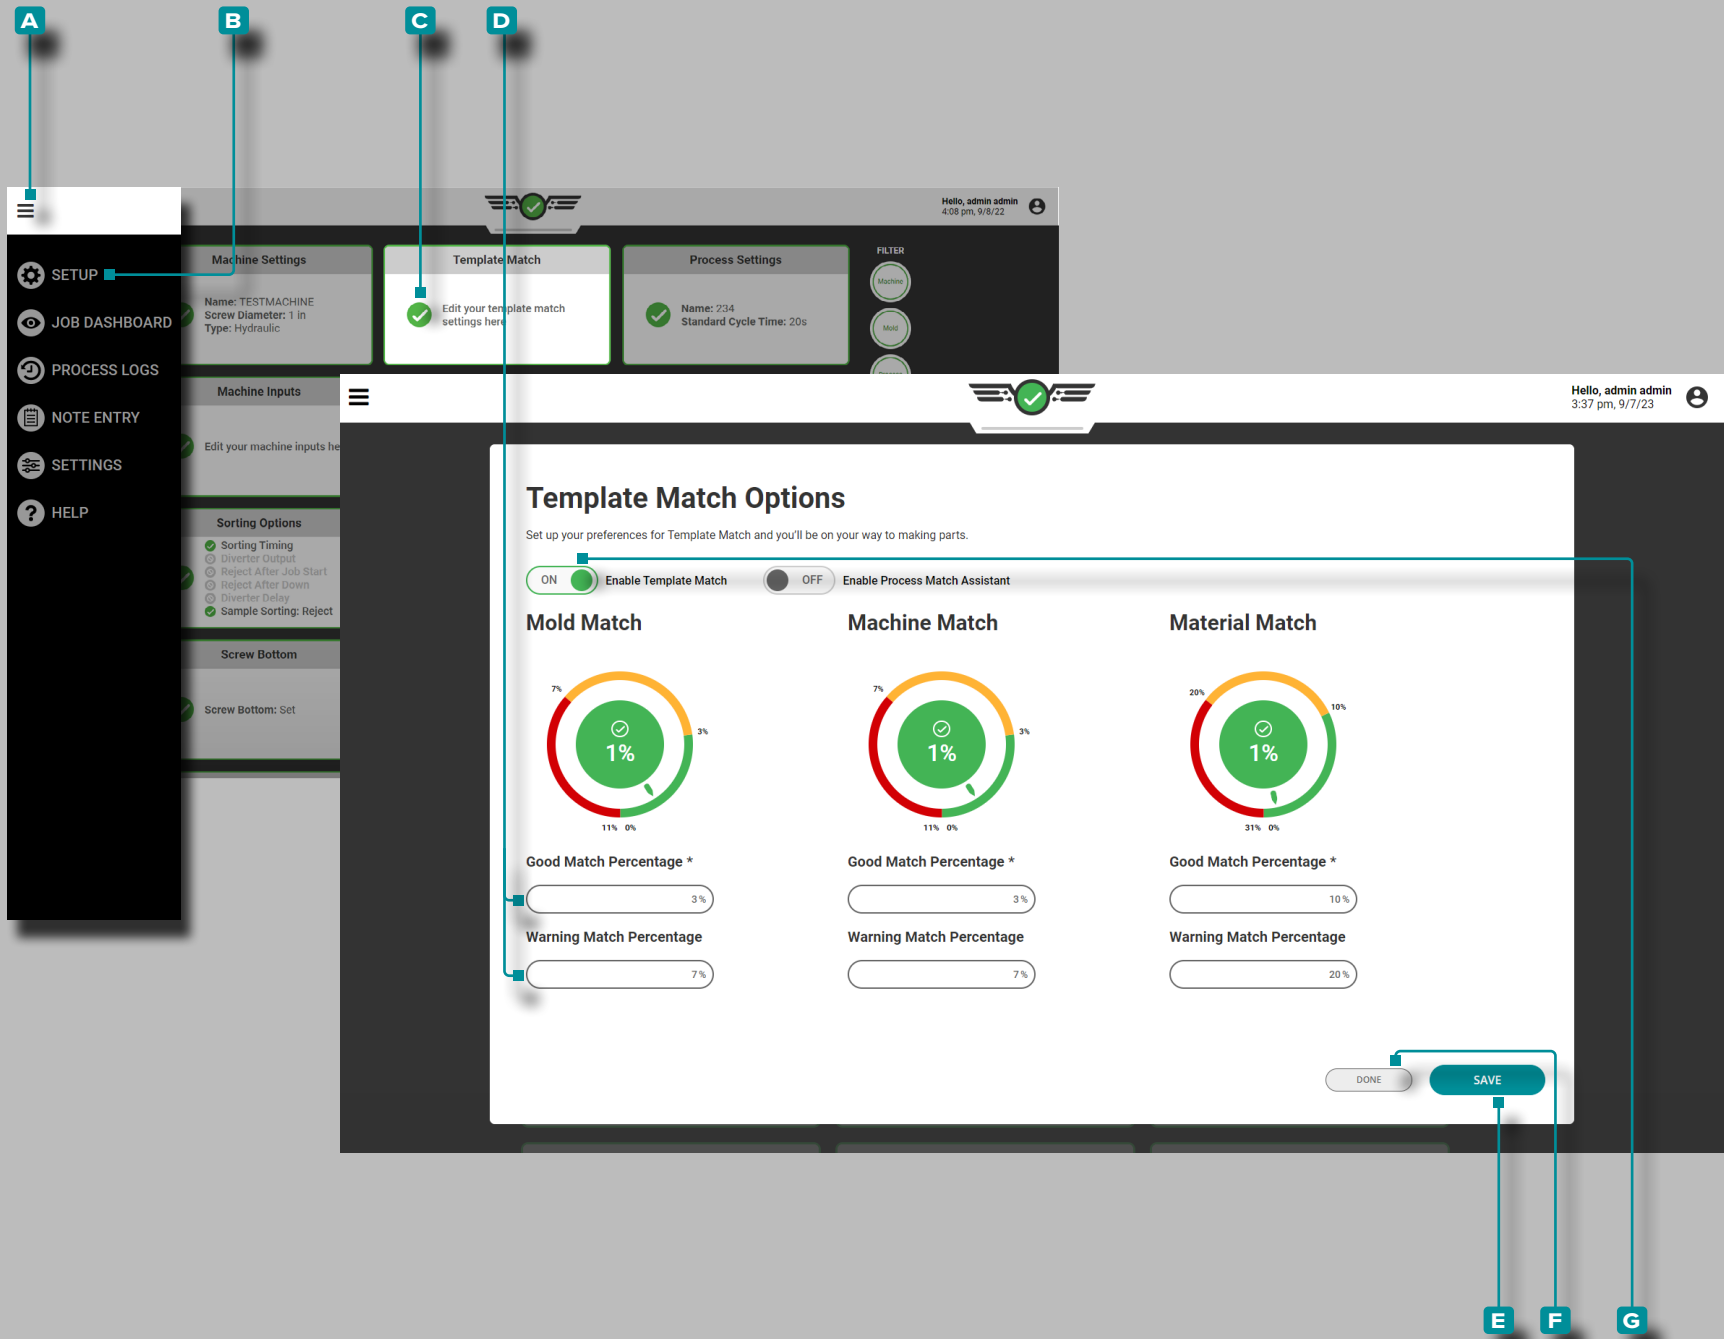 A
B
C
D
Hello, admin admin
4:08 pm, 9/8/22
SETUP
JOB DASHBOARD
PROCESS LOGS
NOTE ENTRY
SETTINGS
HELP
Machine Settings
Name: TESTMACHINE
Screw Diameter: 1 in
Type: Hydraulic
Template Match
Edit your template match
settings here
Process Settings
Name: 234
Standard Cycle Time: 20s
FILTER
Machine
Mold
Machine Inputs
Edit your machine inputs he
Sorting Options
Sorting Timing
Diverter Output
Reject After Job Start
Reject After Down
Diverter Delay
Sample Sorting: Reject
Screw Bottom
Screw Bottom: Set
Hello, admin admin
3:37 pm, 9/7/23
Template Match Options
Set up your preferences for Template Match and you'll be on your way to making parts.
ON
Enable Template Match
OFF
Enable Process Match Assistant
Mold Match
Machine Match
Material Match
7%
3%
1%
11% 0%
7%
3%
1%
11% 0%
20%
10%
1%
31% 0%
Good Match Percentage *
Good Match Percentage *
Good Match Percentage *
3%
3%
10%
Warning Match Percentage
Warning Match Percentage
Warning Match Percentage
7%
7%
20%
DONE
SAVE
E
F
G